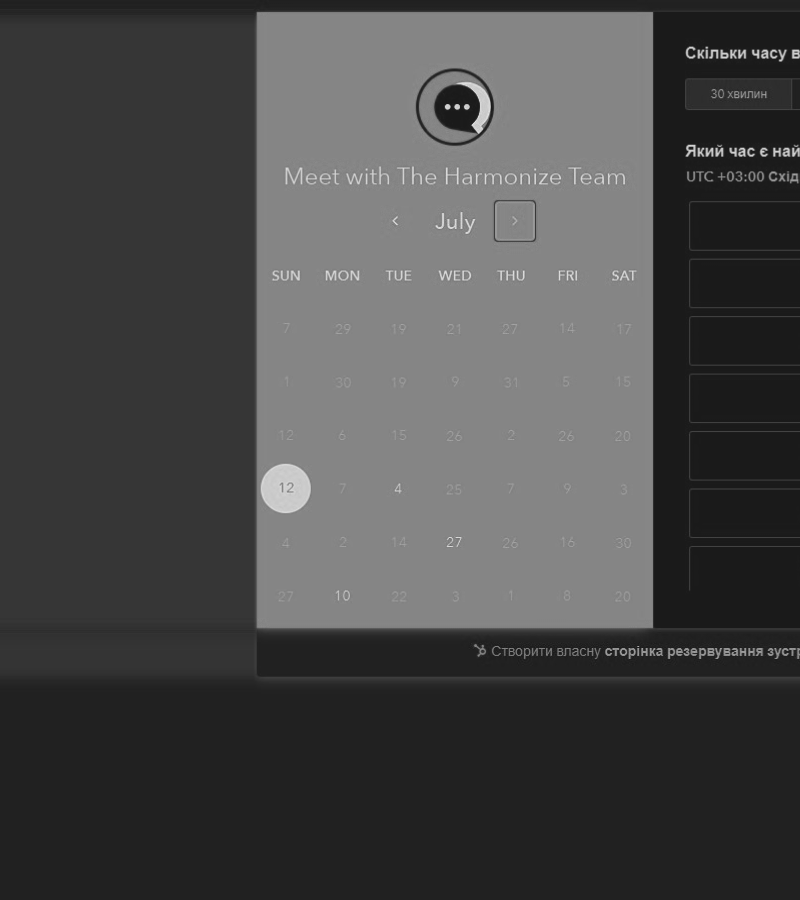 Meet with The Harmonize Team
July
SUN MON TUE WED THU FRI SAT
7 29 19 21 27 14 17
1 30 19 9 31 5 15
12 6 15 26 2 26 20
12 7 4 25 7 9 3
4 2 14 27 26 16 30
27 10 22 3 1 8 20
Скільки часу в
30 хвилин
Який час є най
UTC +03:00 Схід
Створити власну сторінка резервування зуст